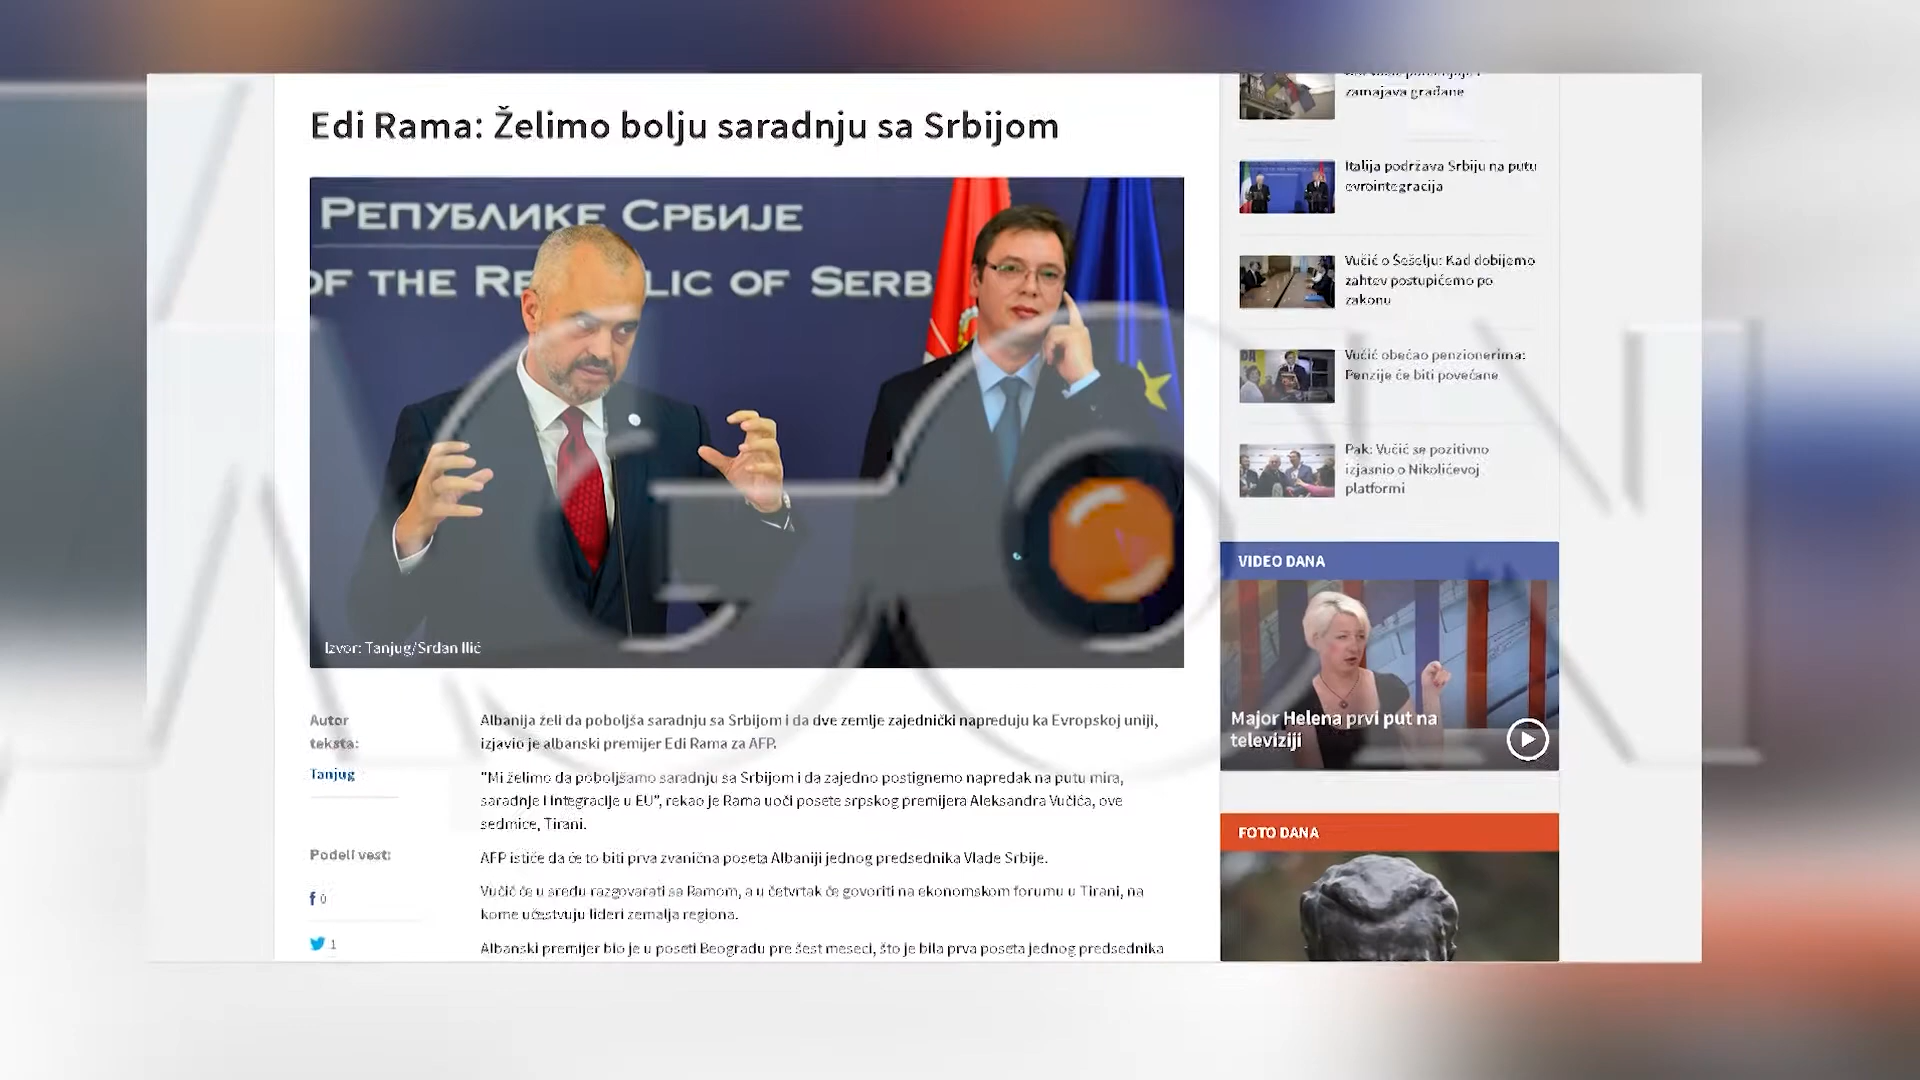 Edi Rama: Želimo bolju saradnju sa Srbijom
РЕПУБЛИКЕ СРБИЈЕ
OF THE RE LIC OF SERB
Izvor: Tanjug/Srđan Ilić
Autor
teksta:
Tanjug
Podeli vest:
0
1
Albanija želi da poboljša saradnju sa Srbijom i da dve zemlje zajednički napreduju ka Evropskoj uniji,
izjavio je albanski premijer Edi Rama za AFP.
"Mi želimo da poboljšamo saradnju sa Srbijom i da zajedno postignemo napredak na putu mira,
saradnje i integracije u EU", rekao je Rama uoči posete srpskog premijera Aleksandra Vučića, ove
sedmice, Tirani.
AFP ističe da će to biti prva zvanična poseta Albaniji jednog predsednika Vlade Srbije.
Vučić će u sredu razgovarati sa Ramom, a u četvrtak će govoriti na ekonomskom forumu u Tirani, na
kome učestvuju lideri zemalja regiona.
Albanski premijer bio je u poseti Beogradu pre šest meseci, što je bila prva poseta jednog predsednika
zamajava građane
Italija podržava Srbiju na putu
evrointegracija
Vučić o Šešelju: Kad dobijemo
zahtev postupićemo po
zakonu
Vučić obećao penzionerima:
Penzije će biti povećane
Pak: Vučić se pozitivno
izjasnio o Nikolićevoj
platformi
VIDEO DANA
Major Helena prvi put na
televiziji
FOTO DANA